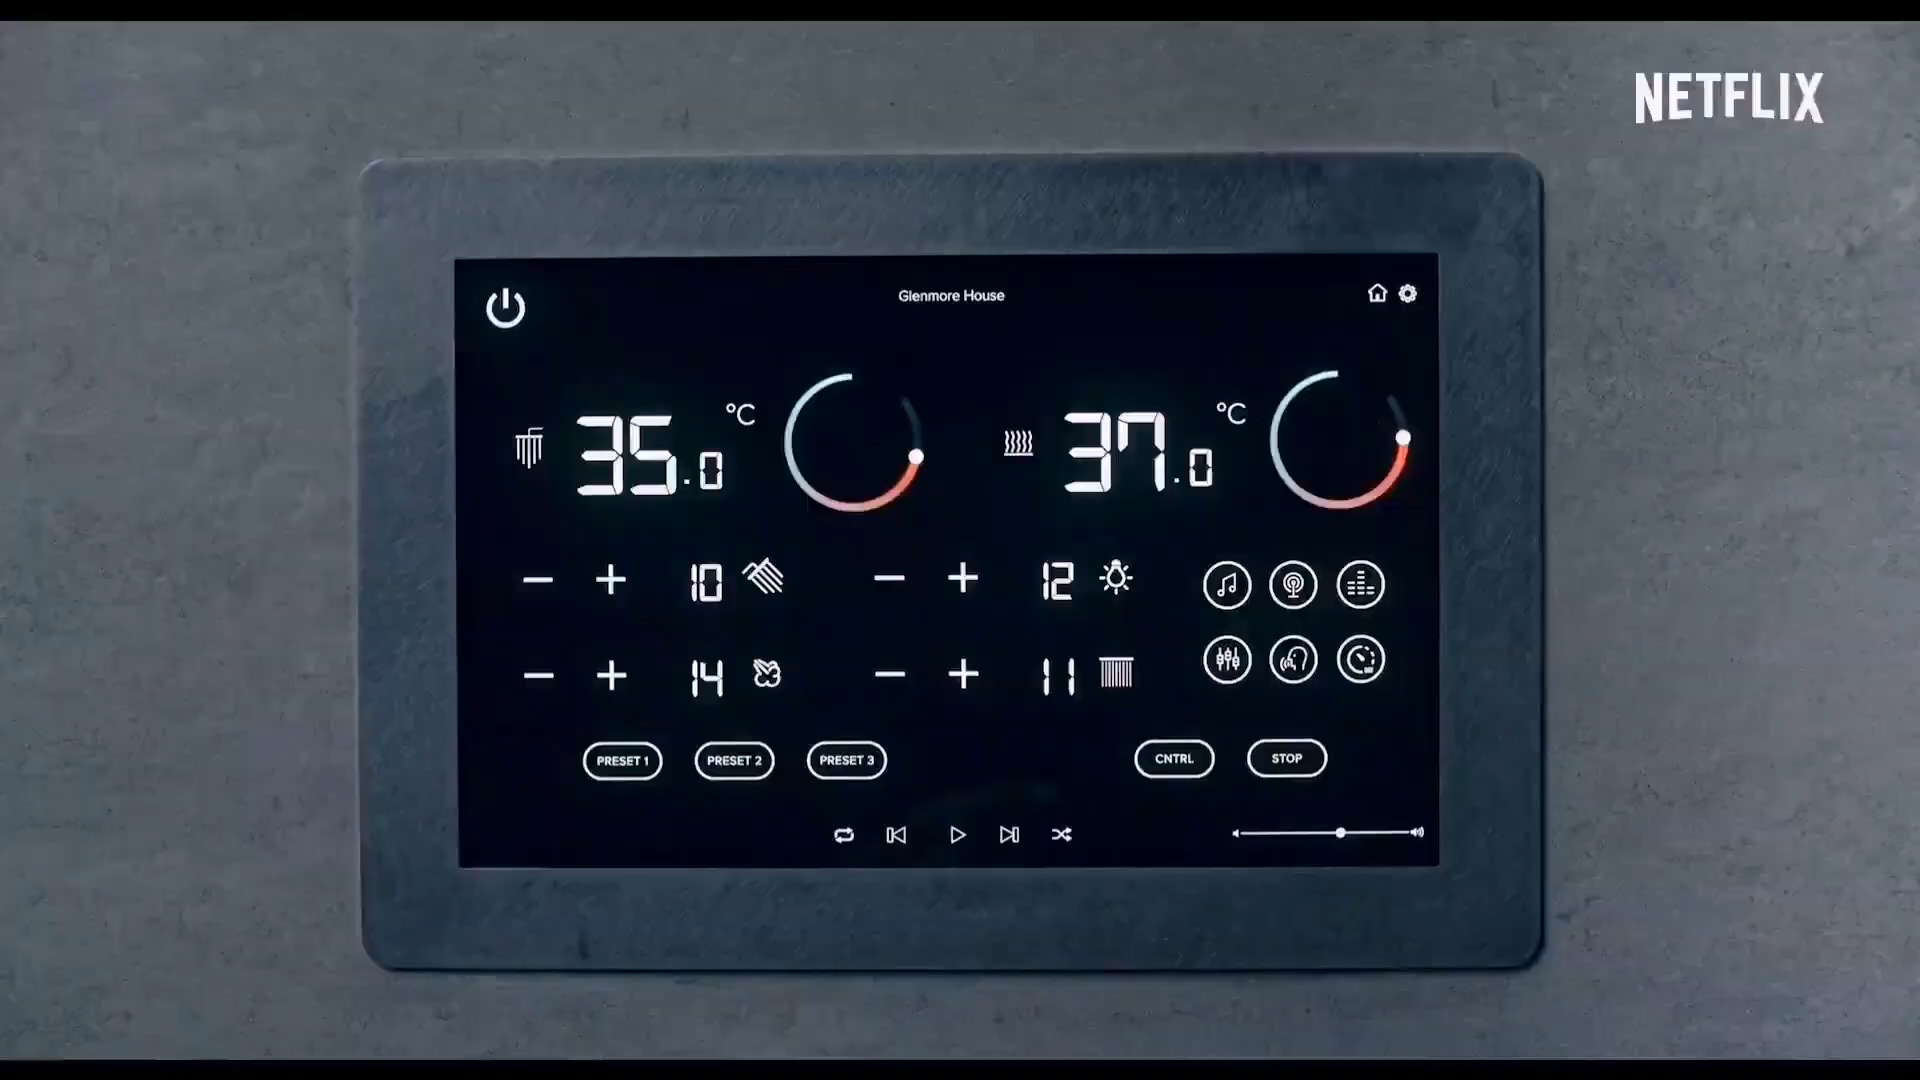 NETFLIX
Glenmore House
35.0 °C
37.0 °C
10
12
14
11
PRESET 1
PRESET 2
PRESET 3
CNTRL
STOP